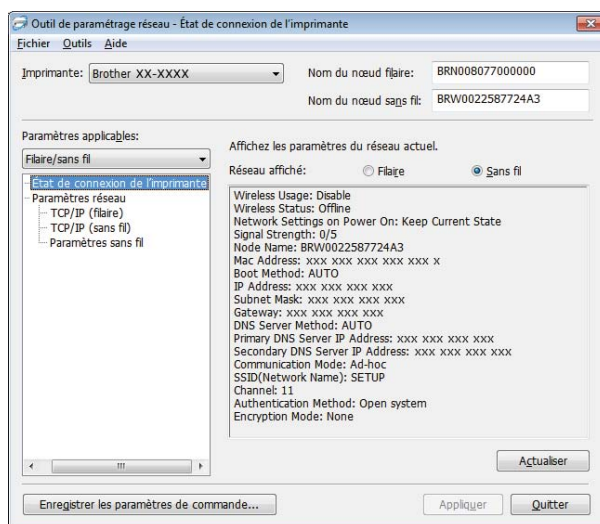 Outil de paramétrage réseau - État de connexion de l'imprimante
Fichier Outils Aide
Imprimante: Brother XX-XXXX
Nom du nœud filaire: BRN008077000000
Nom du nœud sans fil: BRW0022587724A3
Paramètres applicables:
Filaire/sans fil
État de connexion de l'imprimante
Paramètres réseau
TCP/IP (filaire)
TCP/IP (sans fil)
Paramètres sans fil
Affichez les paramètres du réseau actuel.
Réseau affiché: Filaire Sans fil
Wireless Usage: Disable
Wireless Status: Offline
Network Settings on Power On: Keep Current State
Signal Strength: 0/5
Node Name: BRW0022587724A3
Mac Address: xxx xxx xxx xxx xxx x
Boot Method: AUTO
IP Address: xxx xxx xxx xxx
Subnet Mask: xxx xxx xxx xxx
Gateway: xxx xxx xxx xxx
DNS Server Method: AUTO
Primary DNS Server IP Address: xxx xxx xxx xxx
Secondary DNS Server IP Address: xxx xxx xxx xxx
Communication Mode: Ad-hoc
SSID(Network Name): SETUP
Channel: 11
Authentication Method: Open system
Encryption Mode: None
Actualiser
Enregistrer les paramètres de commande... Appliquer Quitter